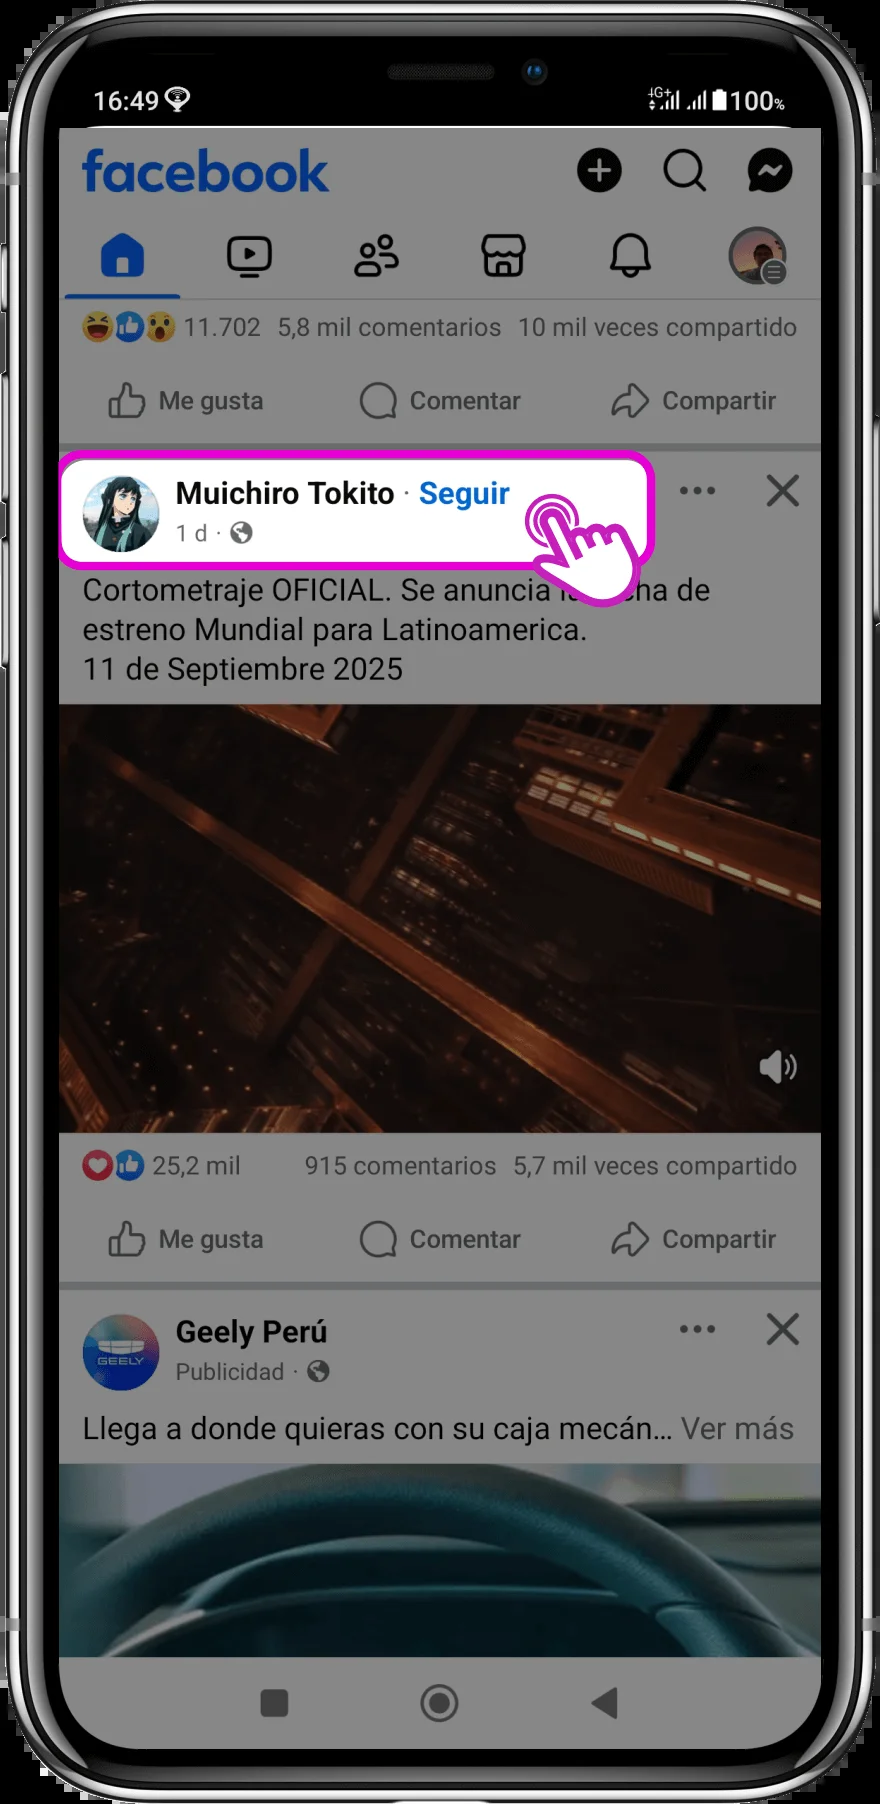 16:49
4G+ 100%
facebook
11.702 5,8 mil comentarios 10 mil veces compartido
Me gusta Comentar Compartir
Muichiro Tokito · Seguir
1 d ·
Cortometraje OFICIAL. Se anuncia ha de
estreno Mundial para Latinoamerica.
11 de Septiembre 2025
25,2 mil 915 comentarios 5,7 mil veces compartido
Me gusta Comentar Compartir
GEELY
Geely Perú
Publicidad ·
Llega a donde quieras con su caja mecán... Ver más